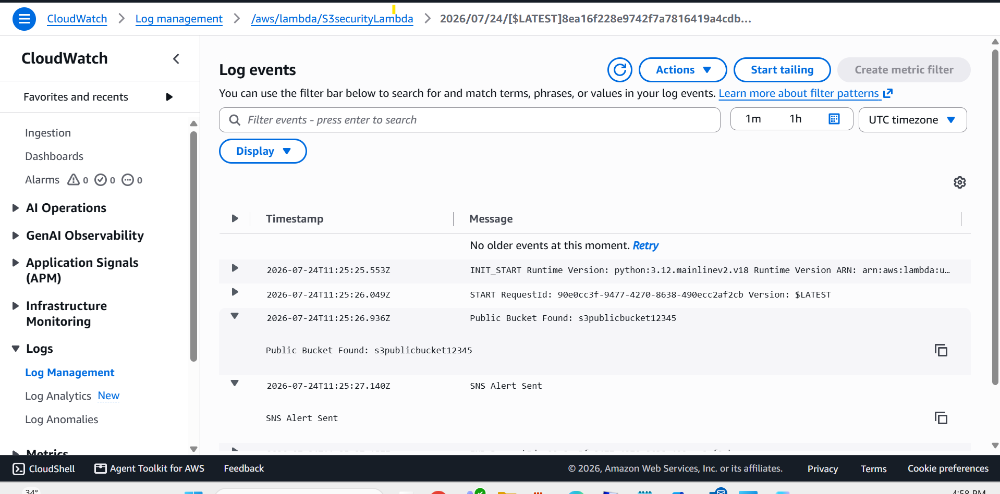 CloudWatch
Log management
/aws/lambda/S3securityLambda
2026/07/24/[$LATEST]8ea16f228e9742f7a7816419a4cdb...
CloudWatch
Favorites and recents
Ingestion
Dashboards
Alarms 0 0 0
AI Operations
GenAI Observability
Application Signals
(APM)
Infrastructure
Monitoring
Logs
Log Management
Log Analytics New
Log Anomalies
Metrics
Log events
Actions
Start tailing
Create metric filter
You can use the filter bar below to search for and match terms, phrases, or values in your log events. Learn more about filter patterns
Filter events - press enter to search
1m 1h
UTC timezone
Display
Timestamp Message
No older events at this moment. Retry
2026-07-24T11:25:25.553Z INIT_START Runtime Version: python:3.12.mainlinev2.v18 Runtime Version ARN: arn:aws:lambda:u...
2026-07-24T11:25:26.049Z START RequestId: 90e0cc3f-9477-4270-8638-490ecc2af2cb Version: $LATEST
2026-07-24T11:25:26.936Z Public Bucket Found: s3publicbucket12345
Public Bucket Found: s3publicbucket12345
2026-07-24T11:25:27.140Z SNS Alert Sent
SNS Alert Sent
CloudShell
Agent Toolkit for AWS
Feedback
© 2026, Amazon Web Services, Inc. or its affiliates.
Privacy
Terms
Cookie preferences
34°
4:58 PM